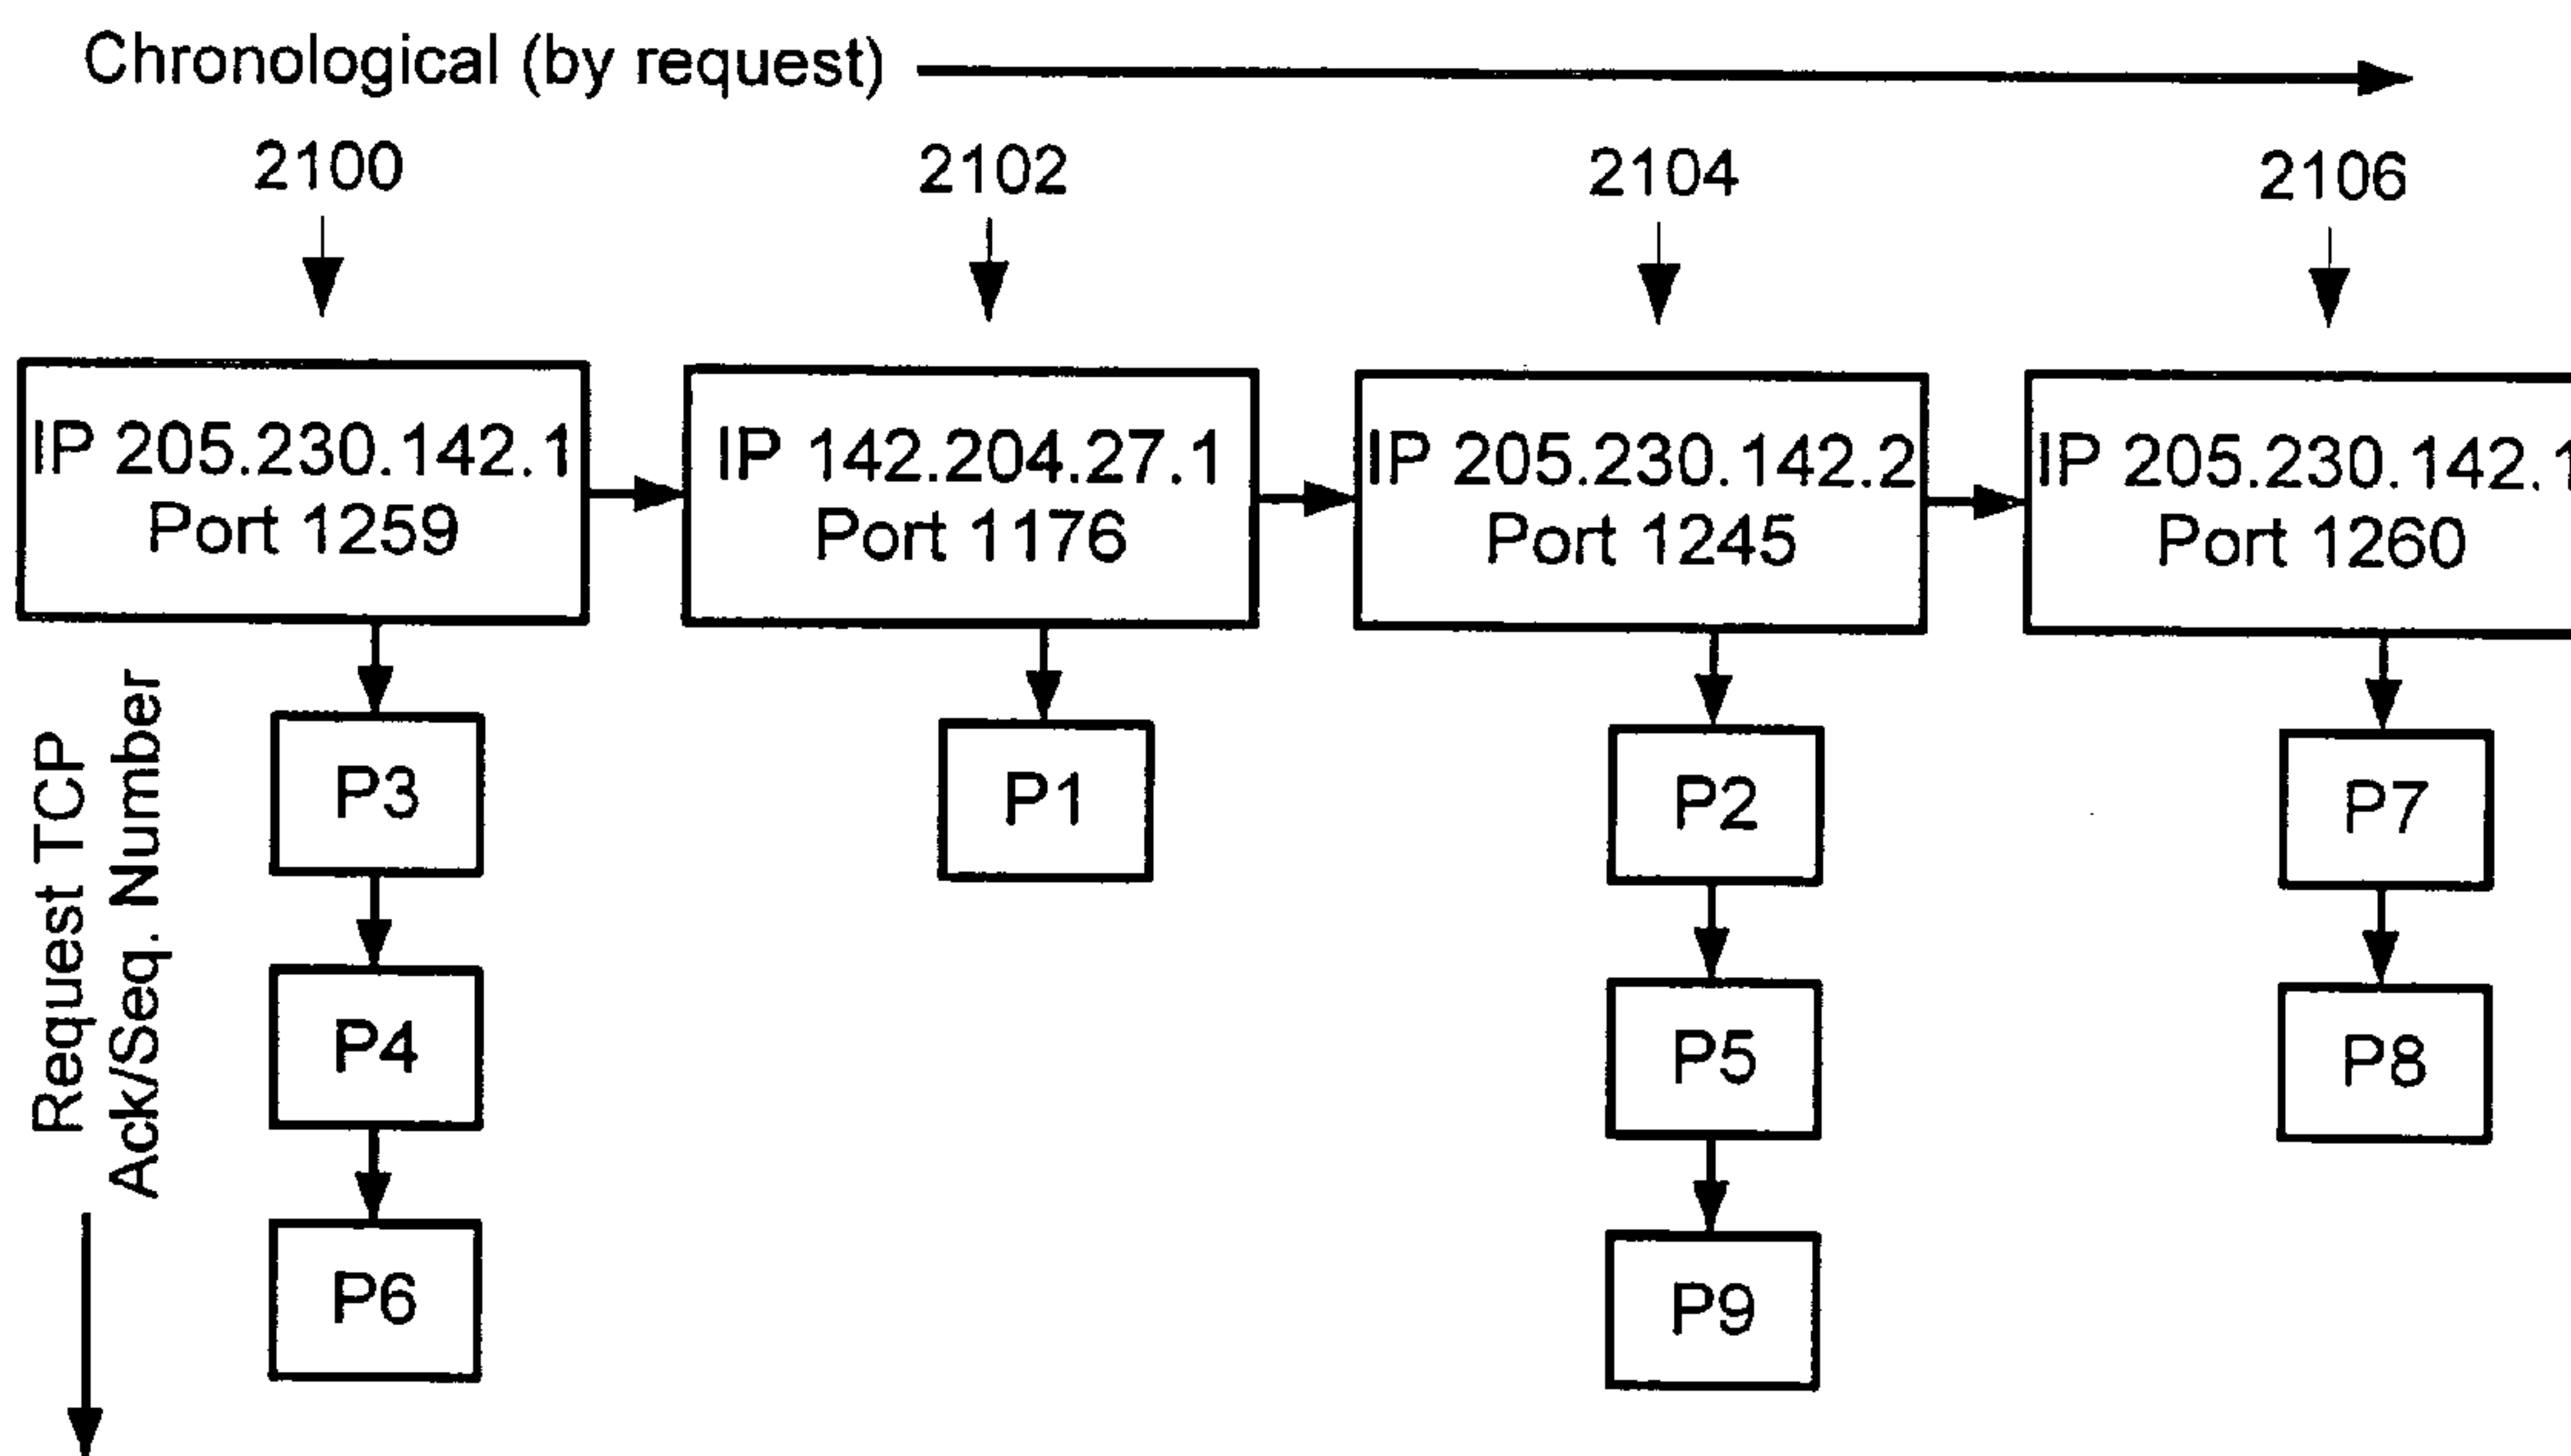 Chronological (by request)
2100
2102
2104
2106
IP 205.230.142.1
Port 1259
IP 142.204.27.1
Port 1176
IP 205.230.142.2
Port 1245
IP 205.230.142.1
Port 1260
Request TCP
Ack/Seq. Number
P3
P1
P2
P7
P4
P5
P8
P6
P9